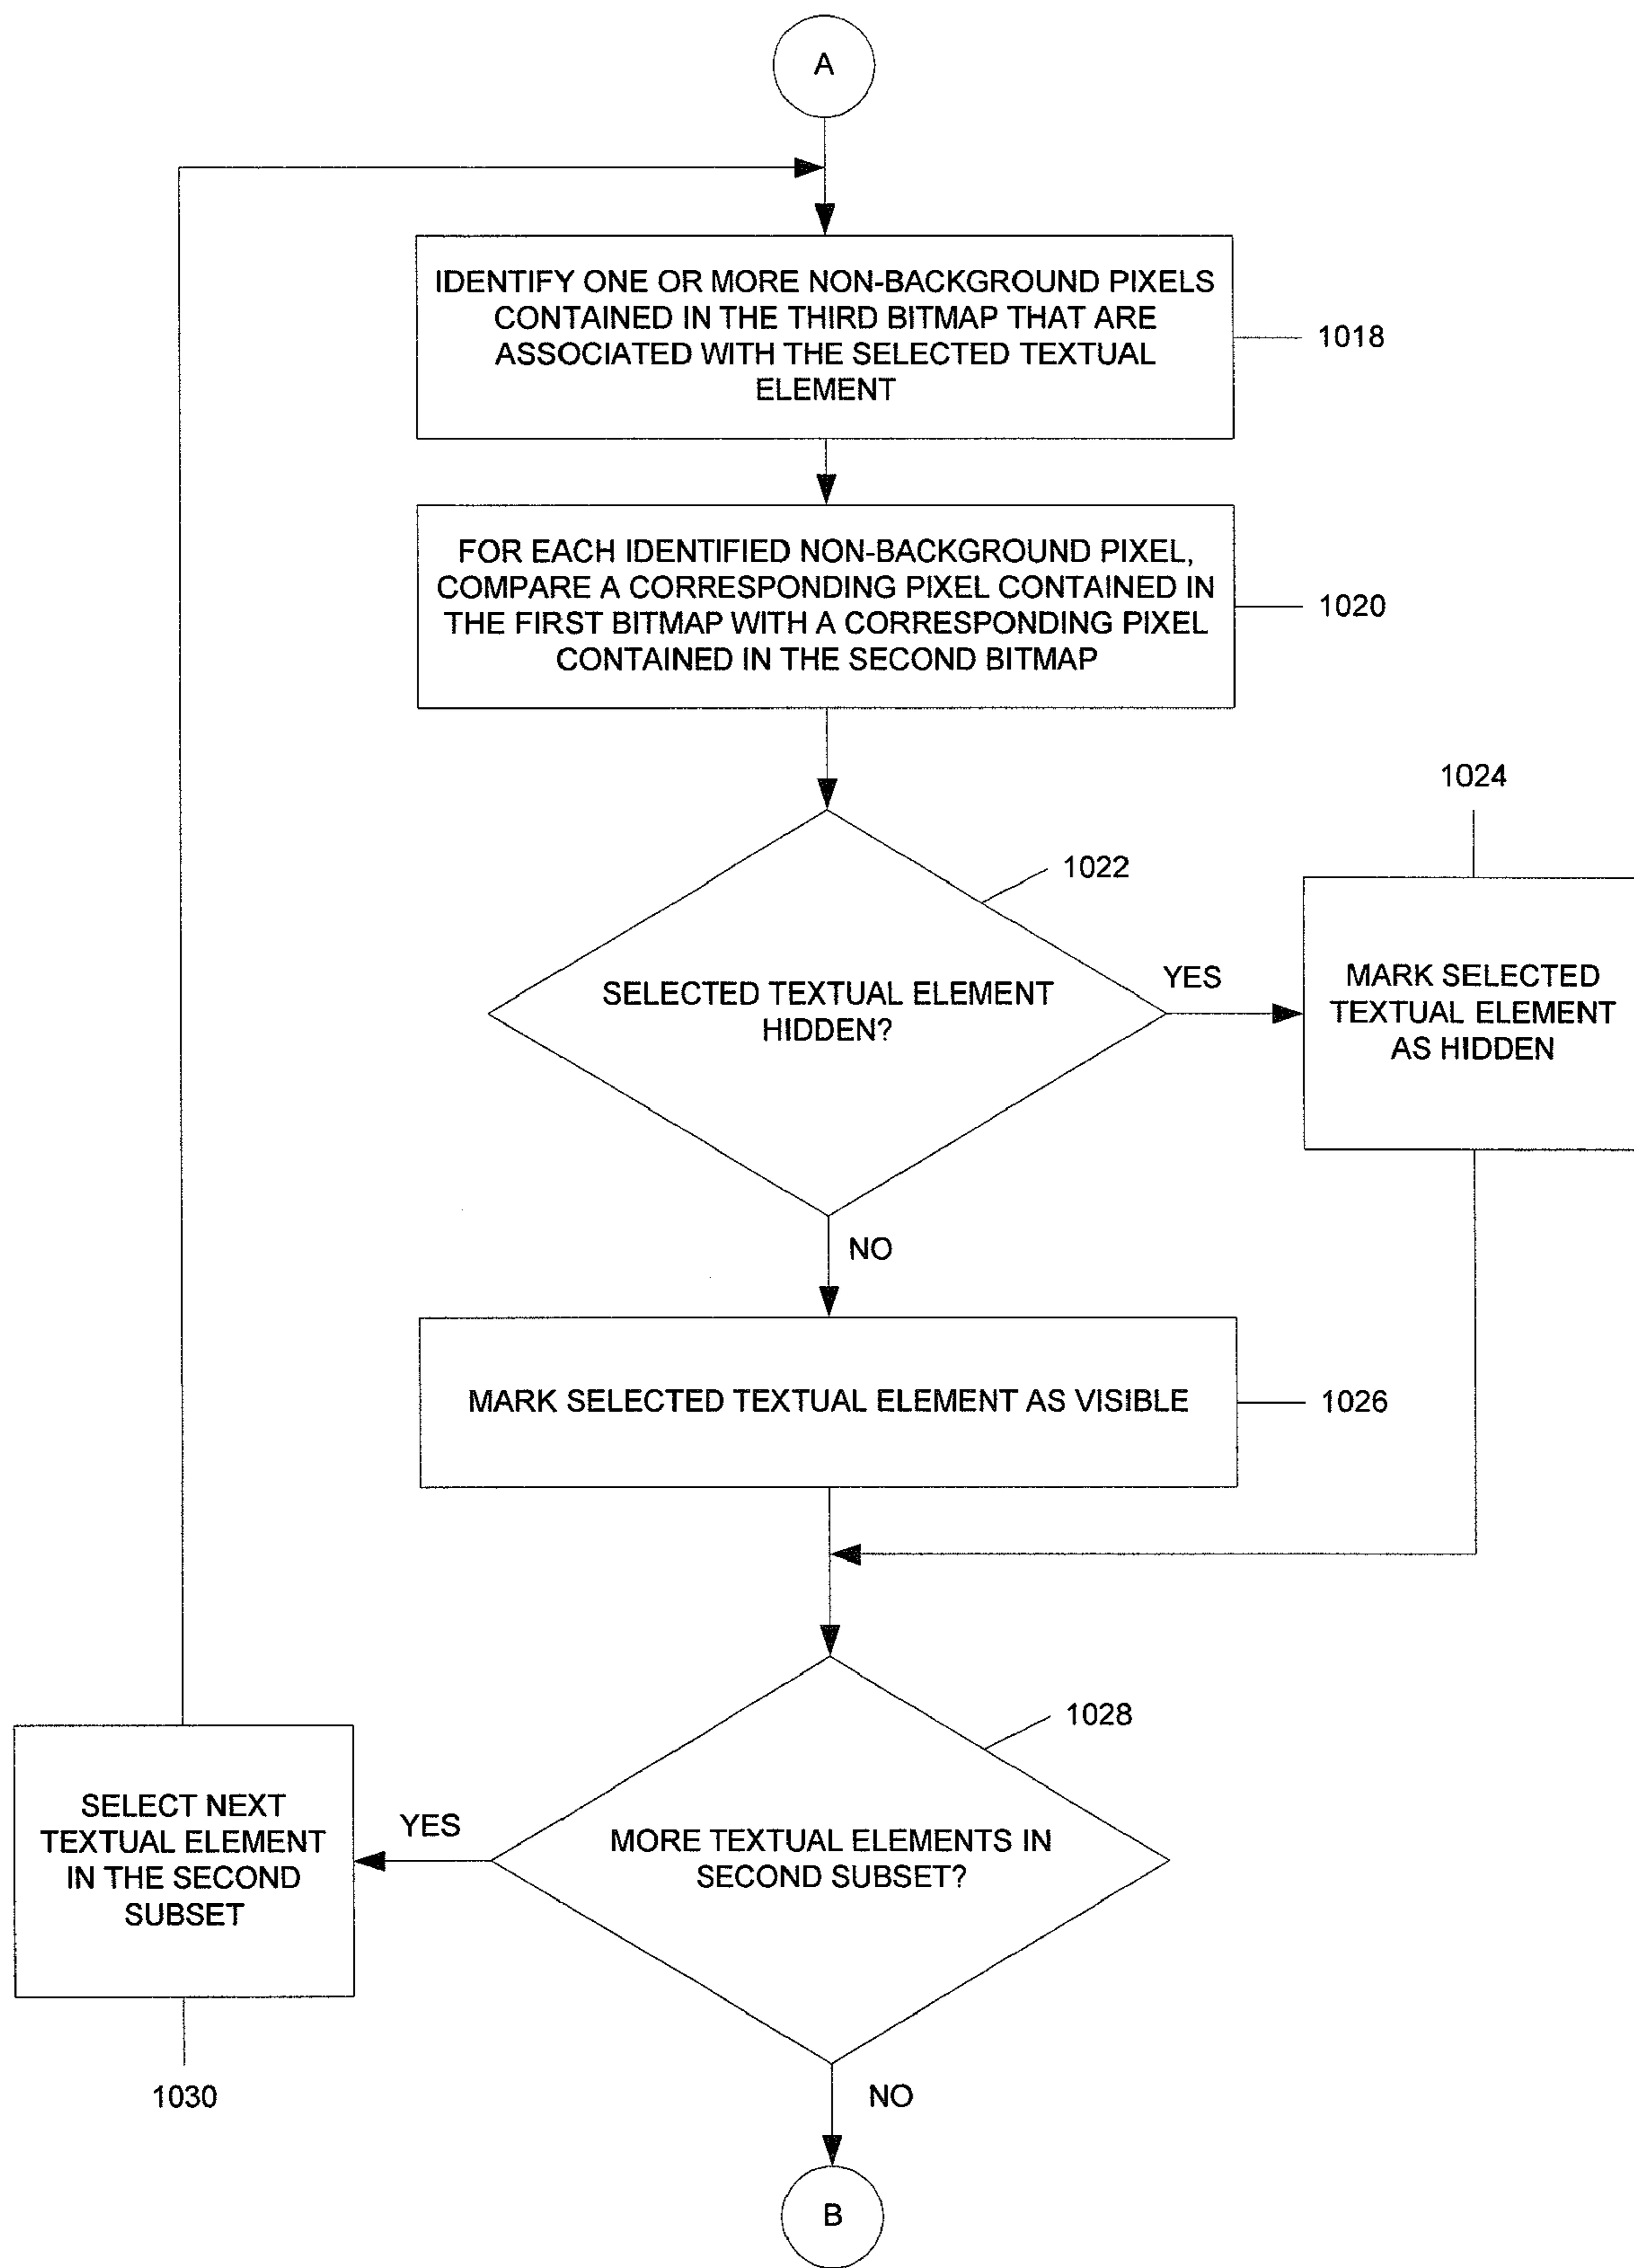 A
IDENTIFY ONE OR MORE NON-BACKGROUND PIXELS
CONTAINED IN THE THIRD BITMAP THAT ARE
ASSOCIATED WITH THE SELECTED TEXTUAL
ELEMENT
1018
FOR EACH IDENTIFIED NON-BACKGROUND PIXEL,
COMPARE A CORRESPONDING PIXEL CONTAINED IN
THE FIRST BITMAP WITH A CORRESPONDING PIXEL
CONTAINED IN THE SECOND BITMAP
1020
1022
SELECTED TEXTUAL ELEMENT
HIDDEN?
YES
1024
MARK SELECTED
TEXTUAL ELEMENT
AS HIDDEN
NO
MARK SELECTED TEXTUAL ELEMENT AS VISIBLE
1026
1028
MORE TEXTUAL ELEMENTS IN
SECOND SUBSET?
YES
SELECT NEXT
TEXTUAL ELEMENT
IN THE SECOND
SUBSET
1030
NO
B